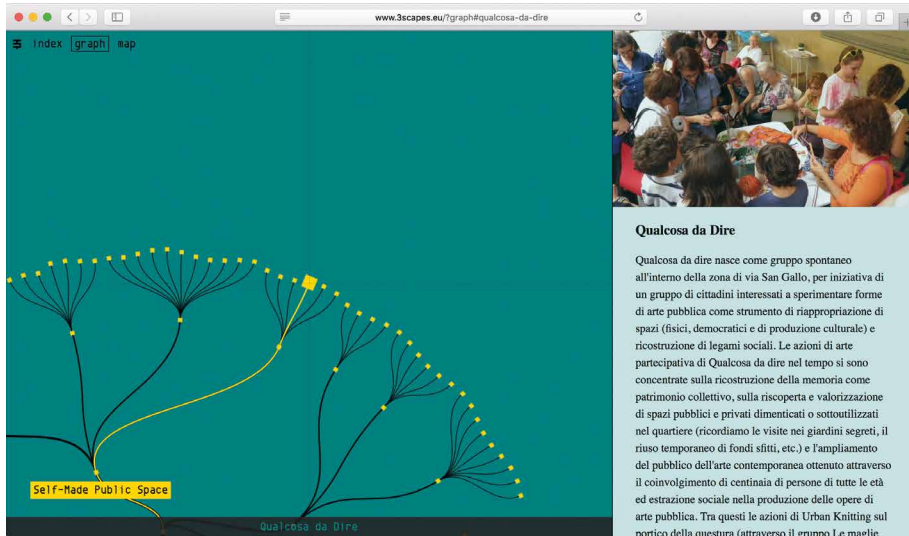 www.3scapes.eu/?graph#qualcosa-da-dire
index graph map
Self-Made Public Space
Qualcosa da Dire
Qualcosa da Dire
Qualcosa da dire nasce come gruppo spontaneo
all'interno della zona di via San Gallo, per iniziativa di
un gruppo di cittadini interessati a sperimentare forme
di arte pubblica come strumento di riappropriazione di
spazi (fisici, democratici e di produzione culturale) e
ricostruzione di legami sociali. Le azioni di arte
partecipativa di Qualcosa da dire nel tempo si sono
concentrate sulla ricostruzione della memoria come
patrimonio collettivo, sulla riscoperta e valorizzazione
di spazi pubblici e privati dimenticati o sottoutilizzati
nel quartiere (ricordiamo le visite nei giardini segreti, il
riuso temporaneo di fondi sfitti, etc.) e l'ampliamento
del pubblico dell'arte contemporanea ottenuto attraverso
il coinvolgimento di centinaia di persone di tutte le età
ed estrazione sociale nella produzione delle opere di
arte pubblica. Tra questi le azioni di Urban Knitting sul
portico della questura (attraverso il gruppo Le maglie